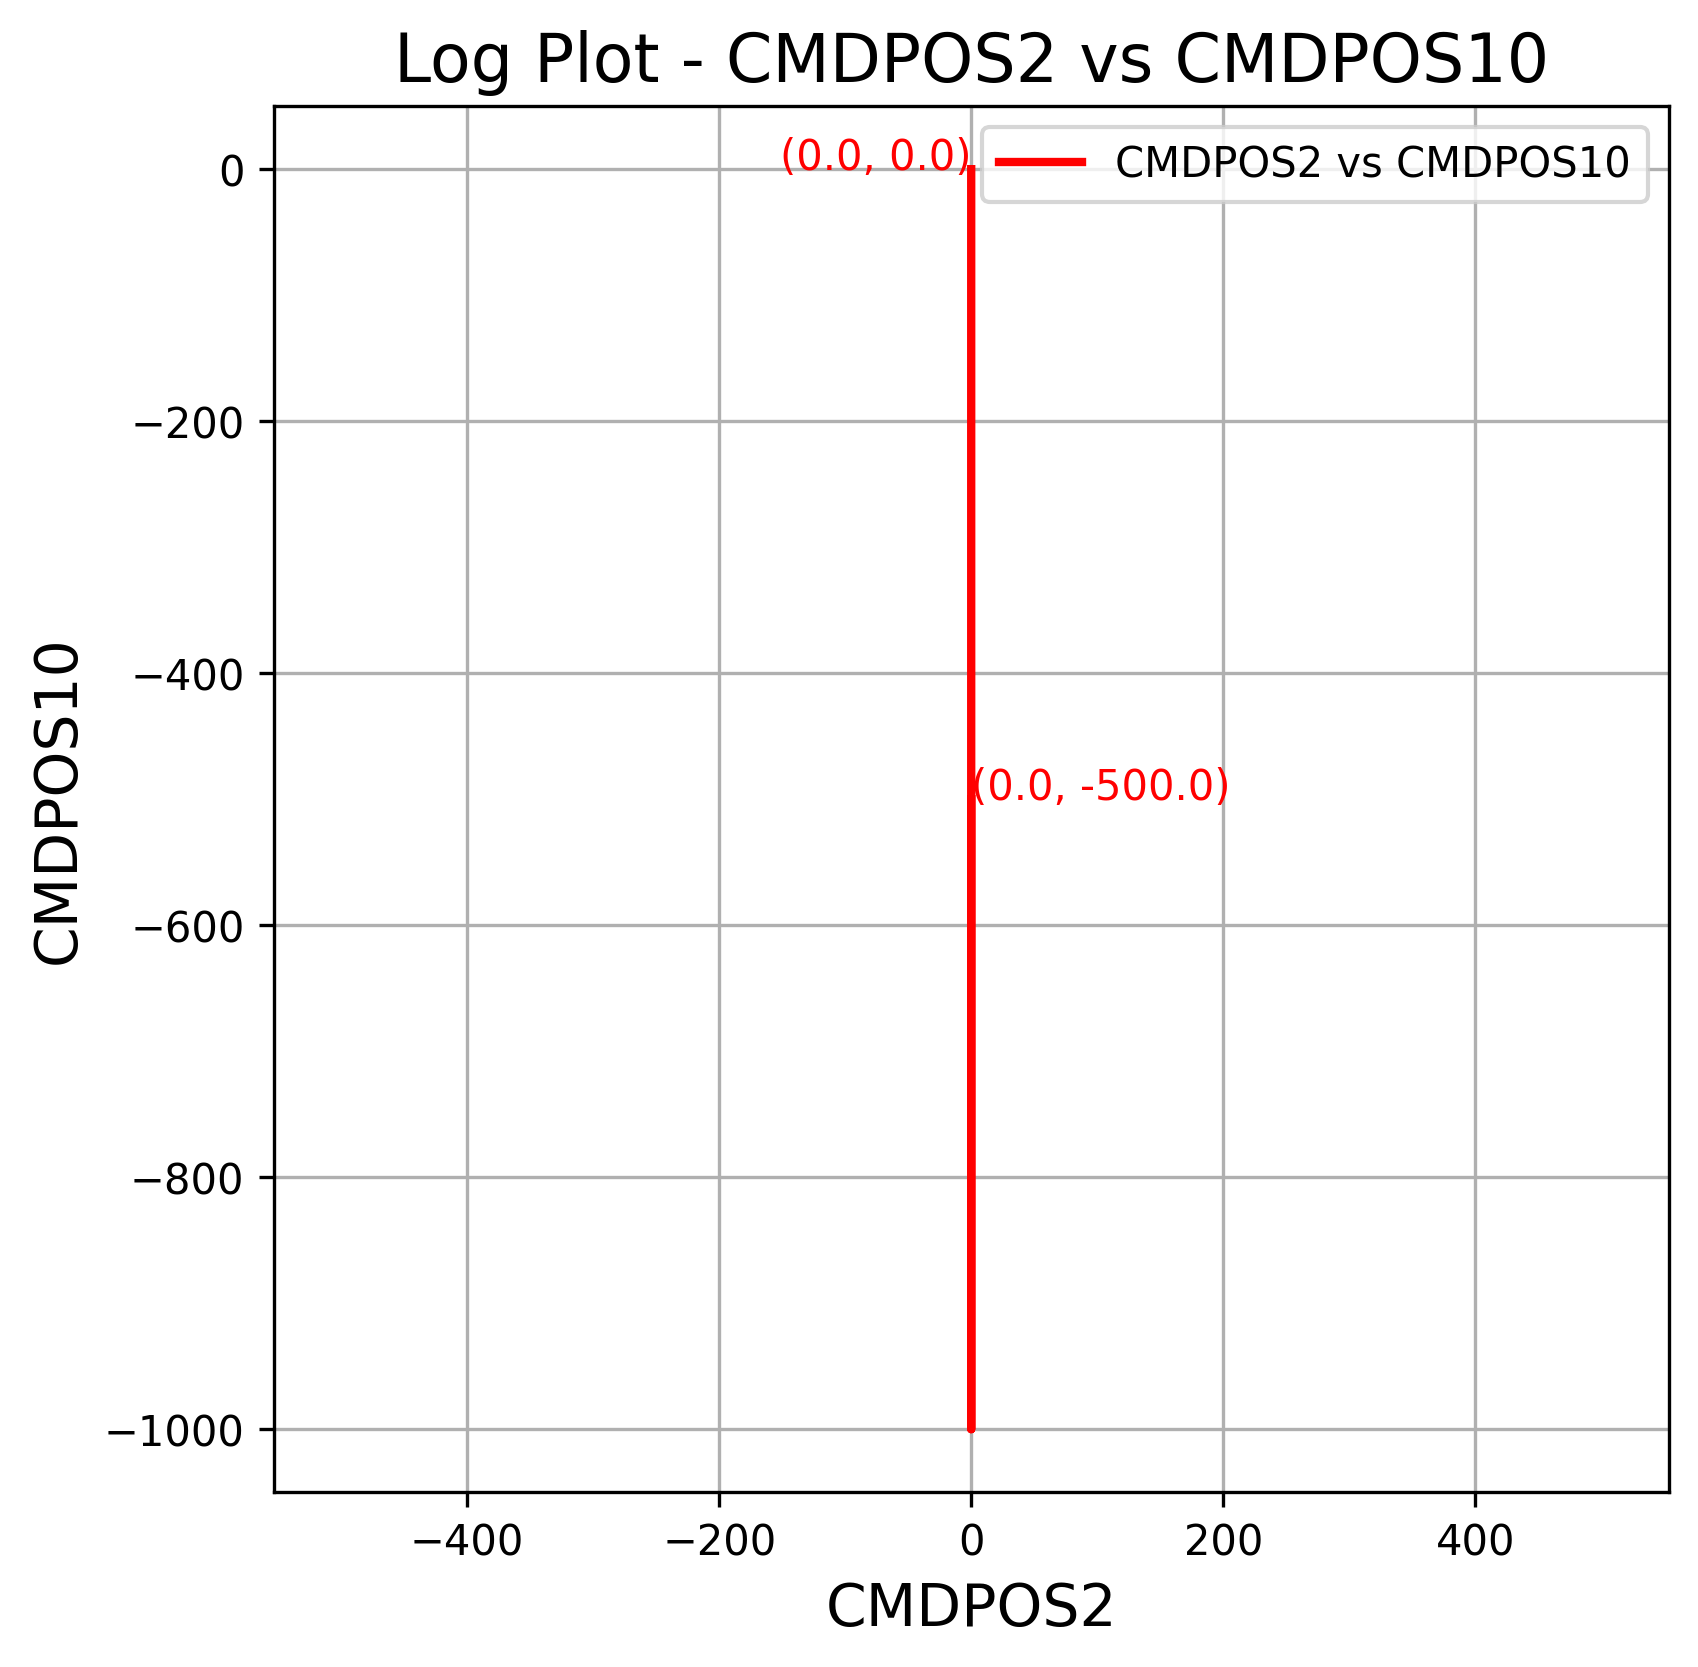 Log Plot - CMDPOS2 vs CMDPOS10
(0.0, 0.0)
CMDPOS2 vs CMDPOS10
0
−200
−400
(0.0, -500.0)
−600
−800
−1000
CMDPOS10
−400 −200 0 200 400
CMDPOS2